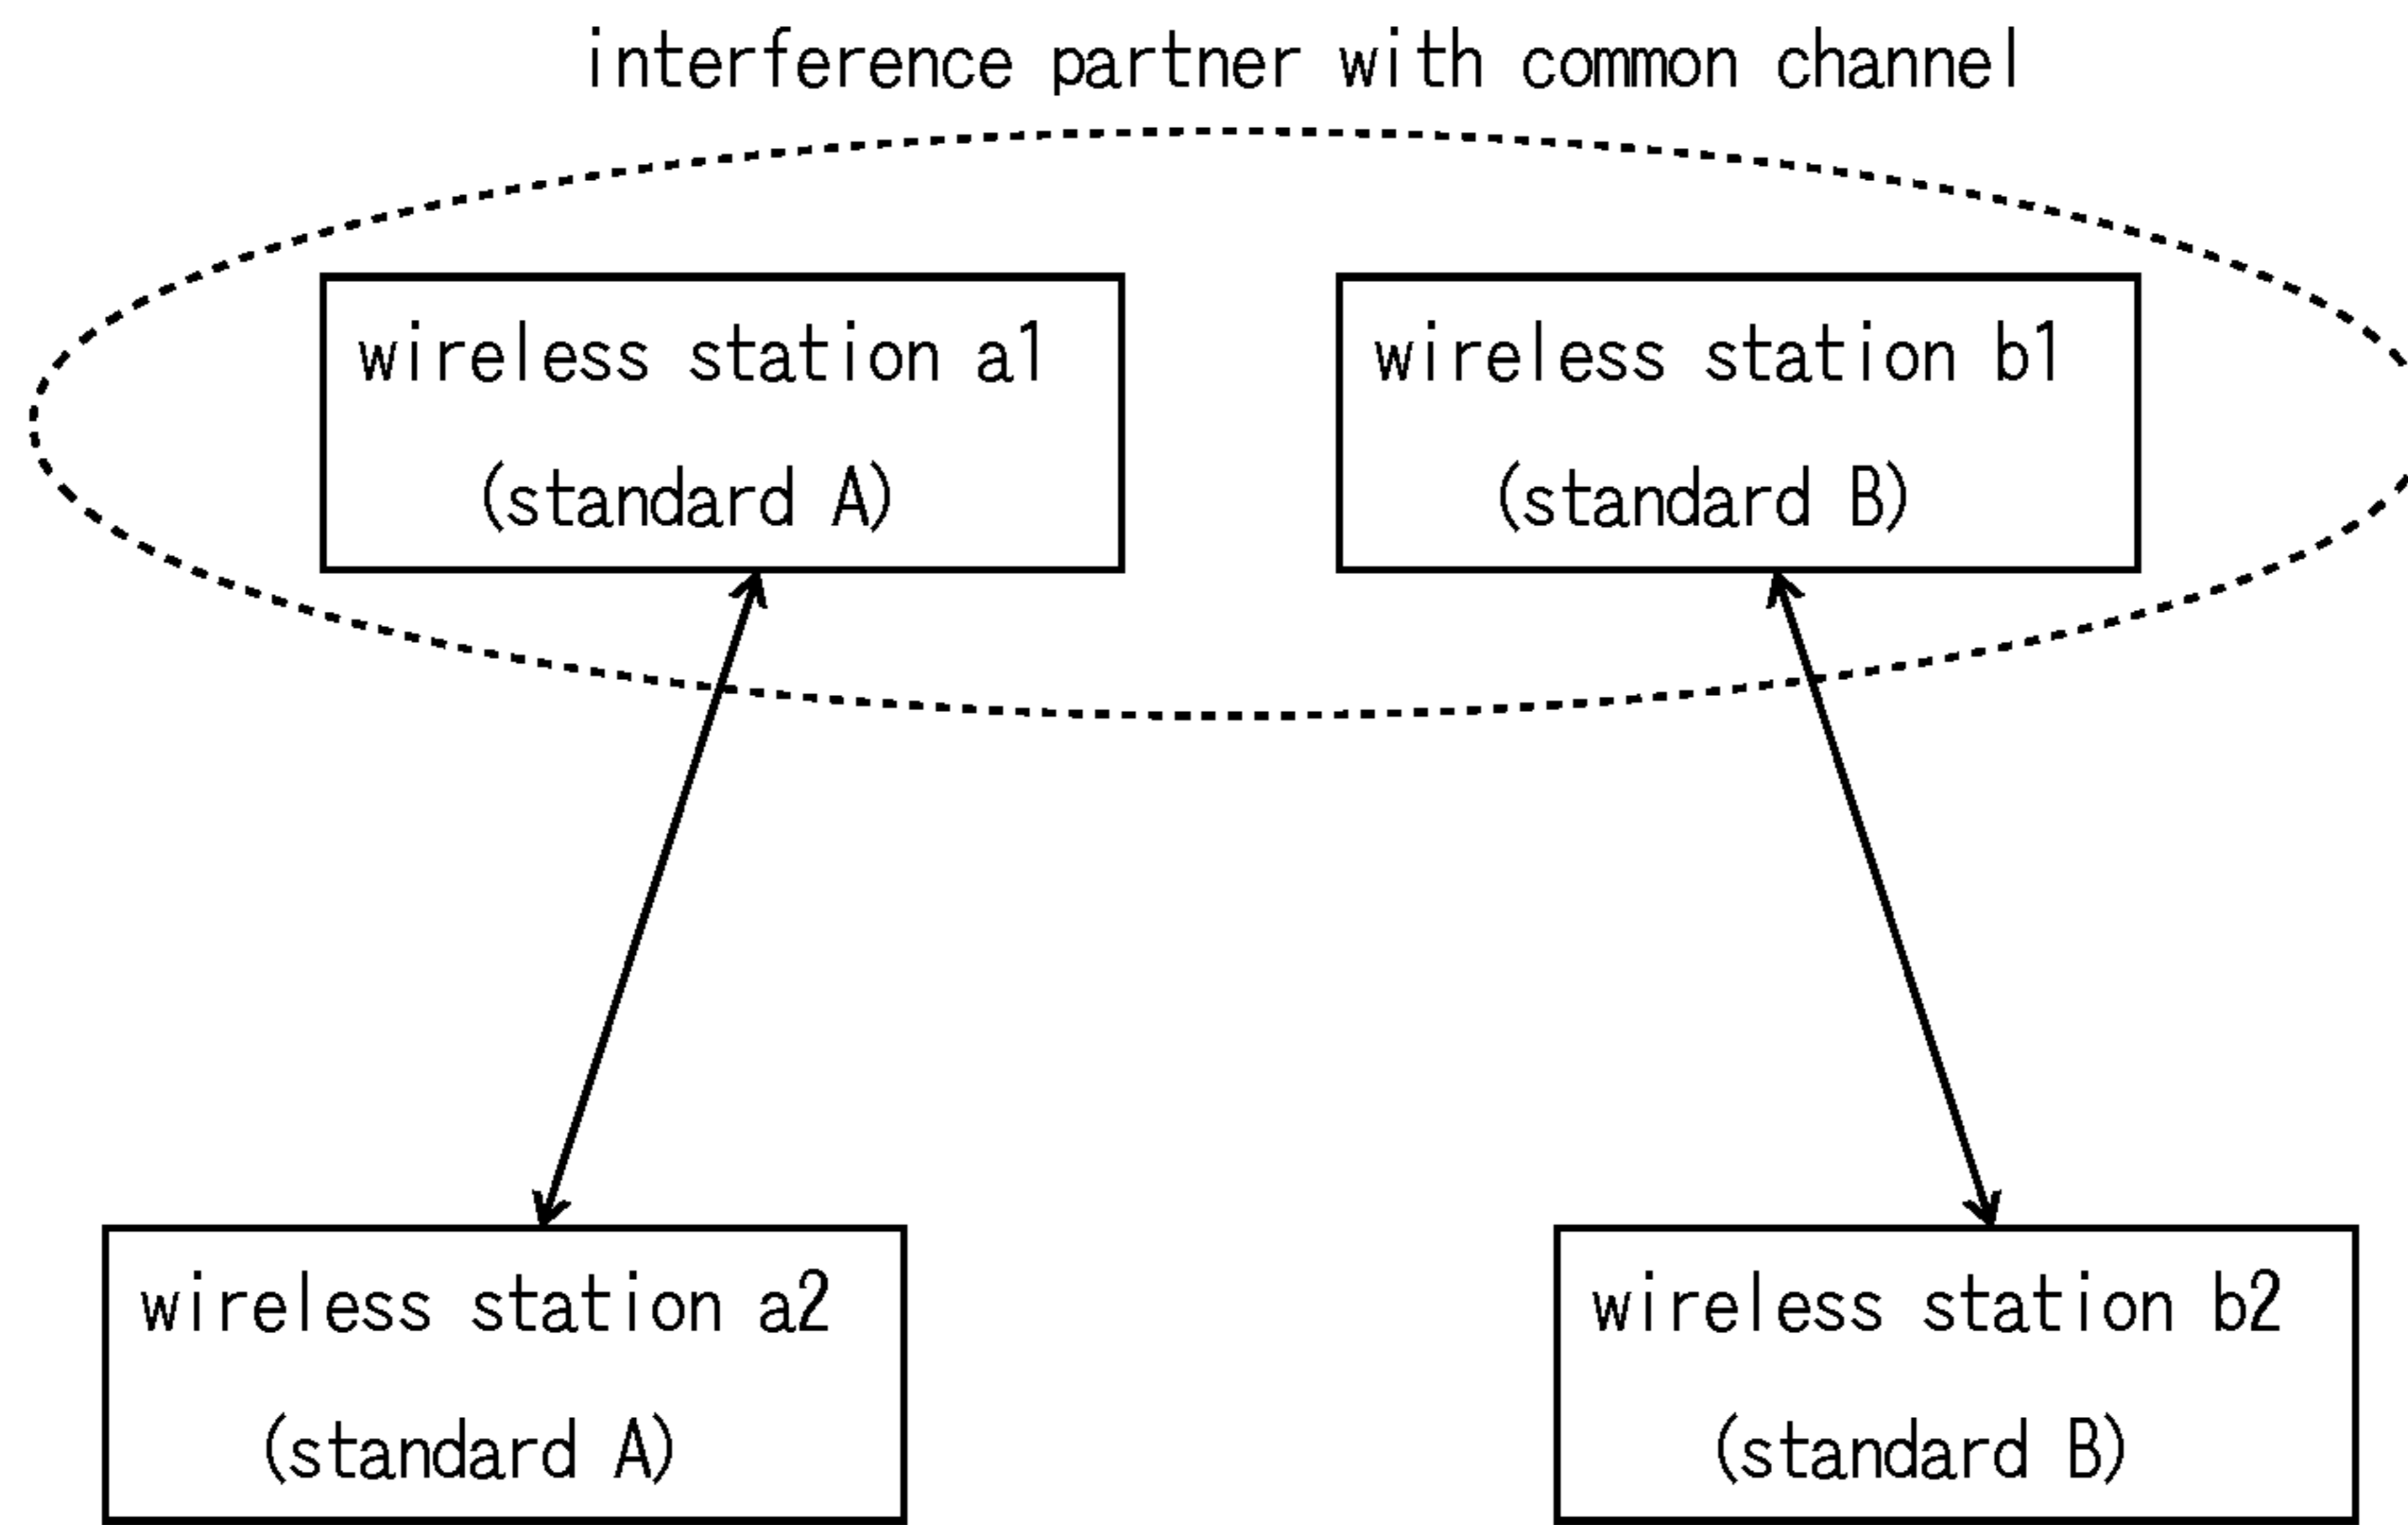 interference partner with common channel
wireless station a1
(standard A)
wireless station b1
(standard B)
wireless station a2
(standard A)
wireless station b2
(standard B)